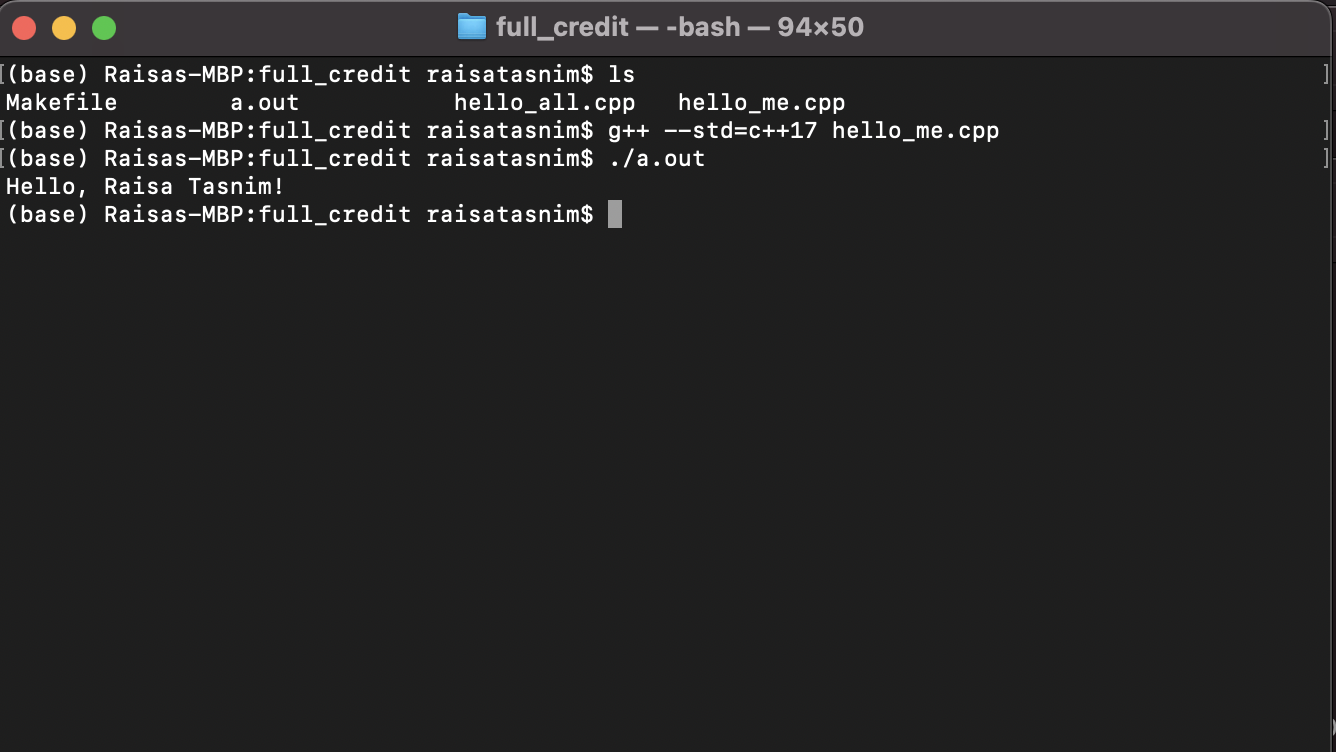 full_credit — -bash — 94×50
(base) Raisas-MBP:full_credit raisatasnim$ ls
Makefile        a.out           hello_all.cpp   hello_me.cpp
(base) Raisas-MBP:full_credit raisatasnim$ g++ --std=c++17 hello_me.cpp
(base) Raisas-MBP:full_credit raisatasnim$ ./a.out
Hello, Raisa Tasnim!
(base) Raisas-MBP:full_credit raisatasnim$